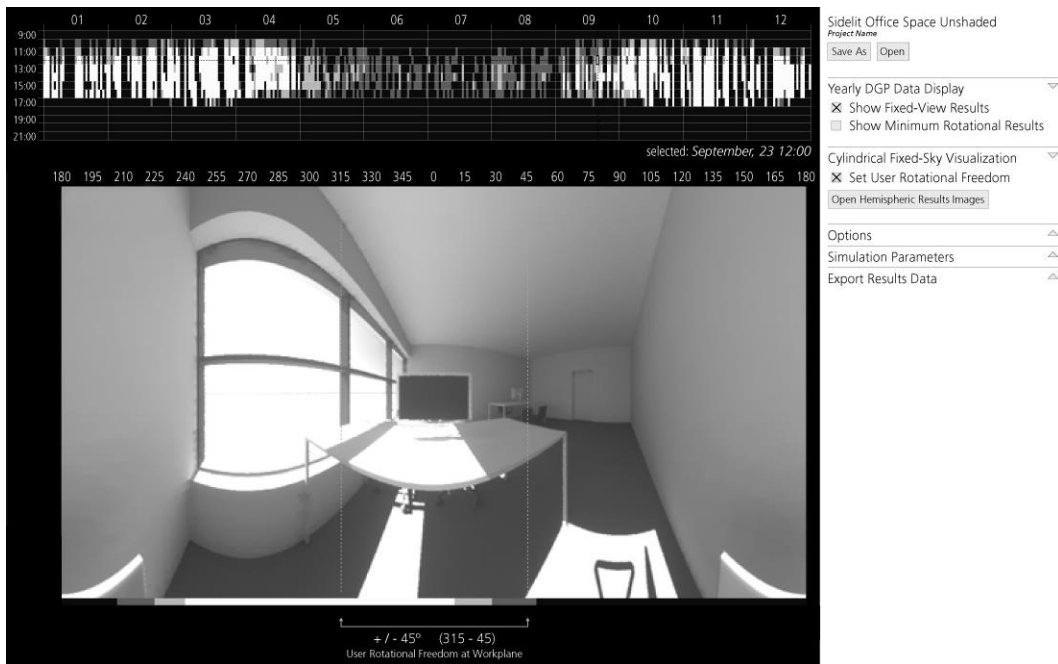 01 02 03 04 05 06 07 08 09 10 11 12
9:00
11:00
13:00
15:00
17:00
19:00
21:00
selected: September, 23 12:00
180 195 210 225 240 255 270 285 300 315 330 345 0 15 30 45 60 75 90 105 120 135 150 165 180
+ / - 45º (315 - 45)
User Rotational Freedom at Workplane
Sidelit Office Space Unshaded
Project Name
Save As Open
Yearly DGP Data Display
Show Fixed-View Results
Show Minimum Rotational Results
Cylindrical Fixed-Sky Visualization
Set User Rotational Freedom
Open Hemispheric Results Images
Options
Simulation Parameters
Export Results Data